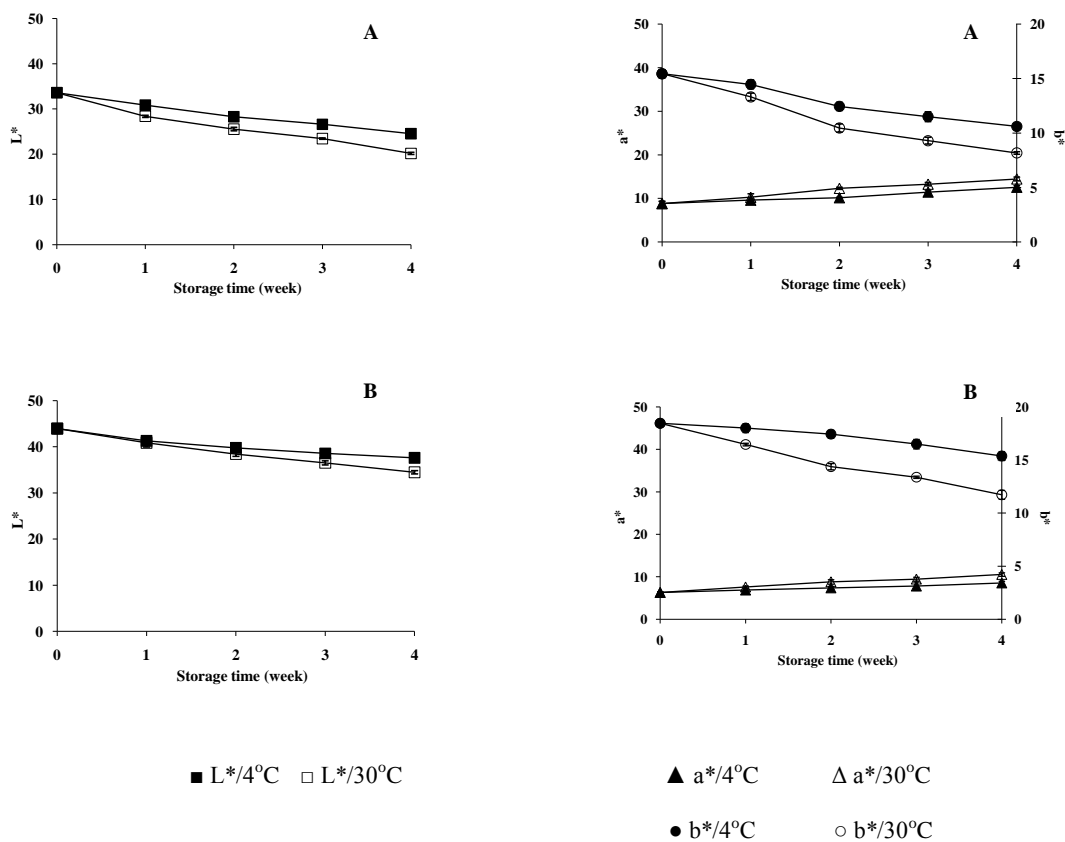 A
50
40
30
20
10
0
L*
0 1 2 3 4
Storage time (week)
A
50
40
30
20
10
0
a*
20
15
10
5
0
b*
0 1 2 3 4
Storage time (week)
B
50
40
30
20
10
0
L*
0 1 2 3 4
Storage time (week)
B
50
40
30
20
10
0
a*
20
15
10
5
0
b*
0 1 2 3 4
Storage time (week)
■ L*/4°C □ L*/30°C
▲ a*/4°C Δ a*/30°C
● b*/4°C ○ b*/30°C